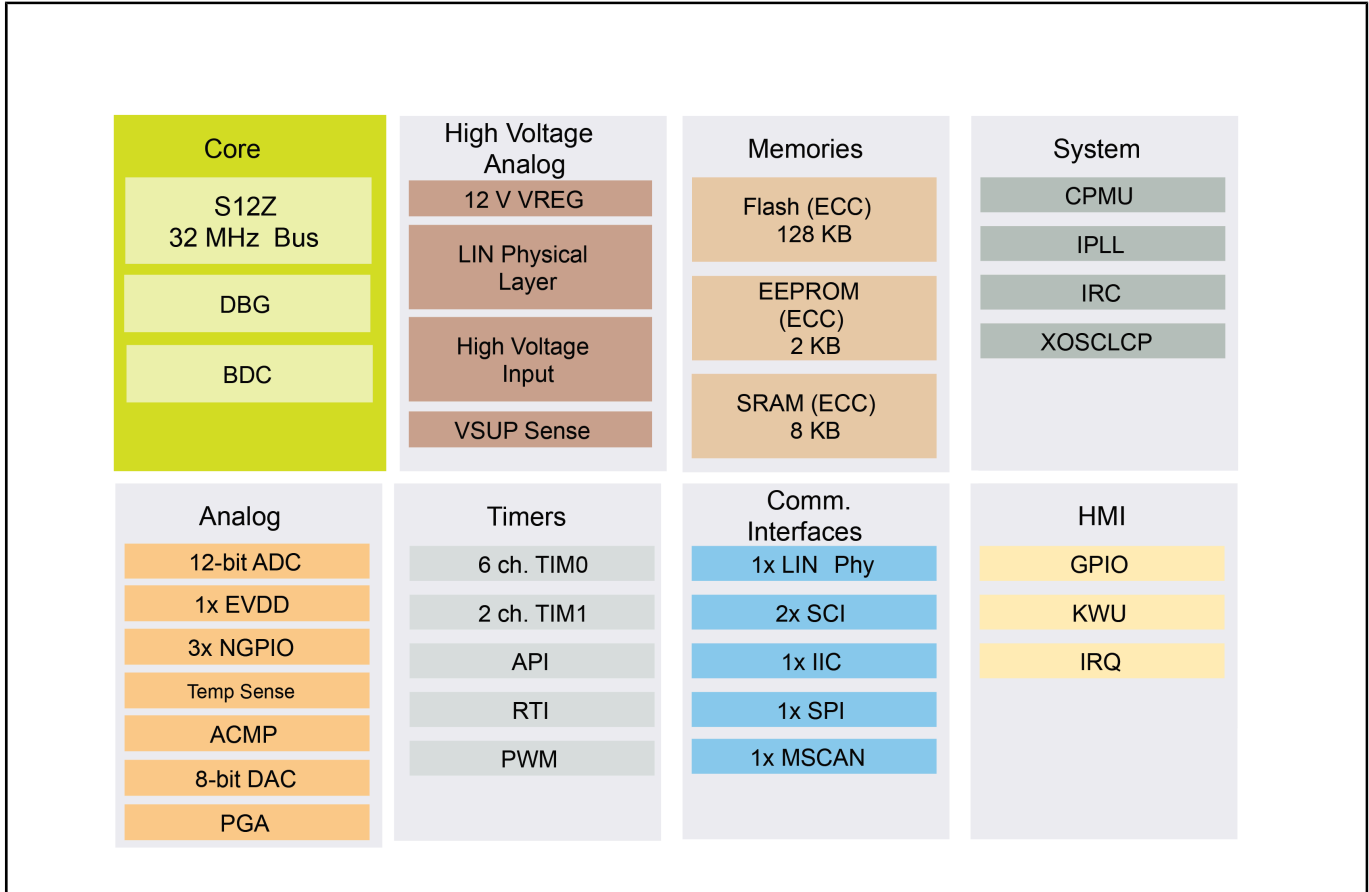 Core
S12Z
32 MHz Bus
DBG
BDC
High Voltage
Analog
12 V VREG
LIN Physical
Layer
High Voltage
Input
VSUP Sense
Memories
Flash (ECC)
128 KB
EEPROM
(ECC)
2 KB
SRAM (ECC)
8 KB
System
CPMU
IPLL
IRC
XOSCLCP
Analog
12-bit ADC
1x EVDD
3x NGPIO
Temp Sense
ACMP
8-bit DAC
PGA
Timers
6 ch. TIM0
2 ch. TIM1
API
RTI
PWM
Comm.
Interfaces
1x LIN Phy
2x SCI
1x IIC
1x SPI
1x MSCAN
HMI
GPIO
KWU
IRQ